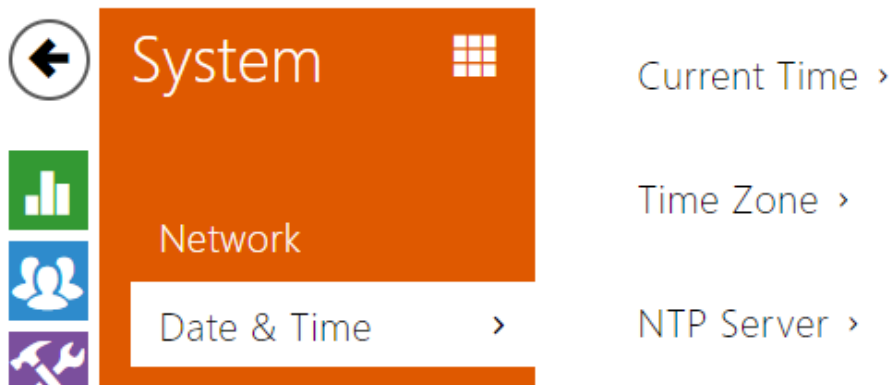 System
Network
Date & Time ›
Current Time ›
Time Zone ›
NTP Server ›